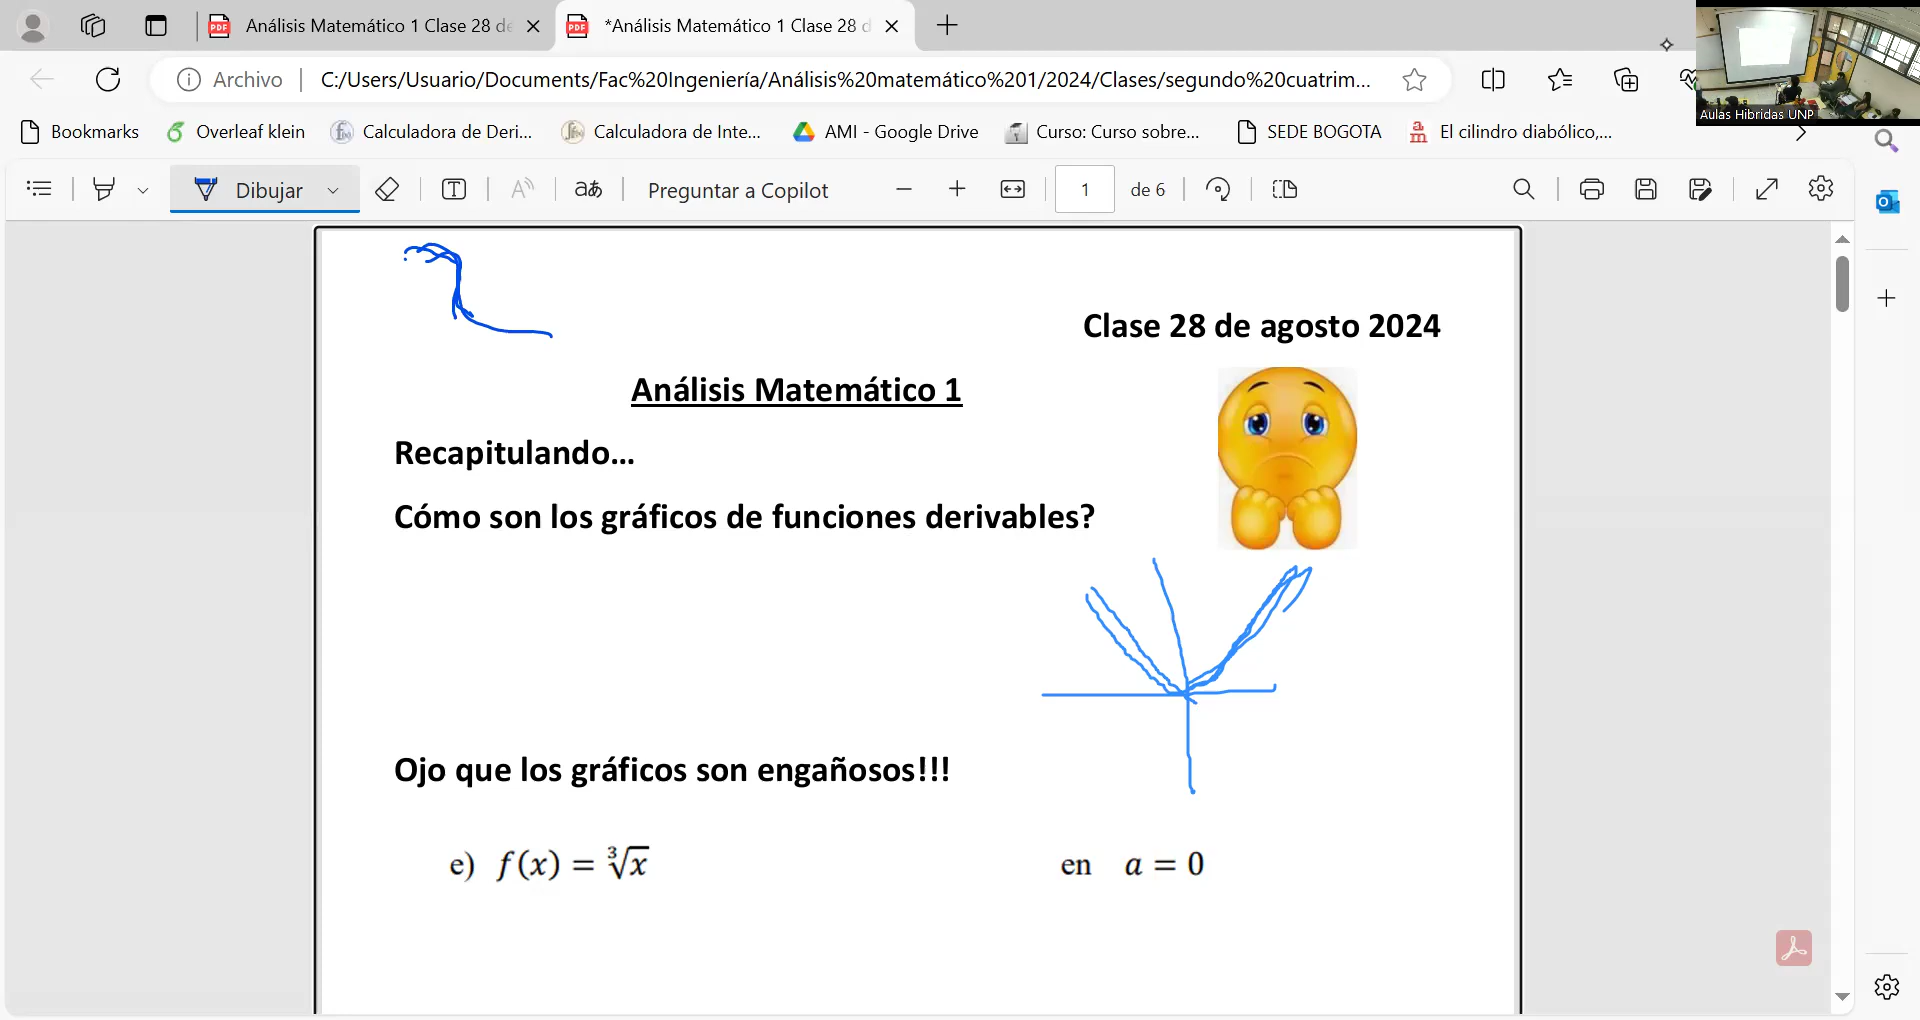 Análisis Matemático 1 Clase 28 de
*Análisis Matemático 1 Clase 28 d
Archivo
C:/Users/Usuario/Documents/Fac%20Ingeniería/Análisis%20matemático%201/2024/Clases/segundo%20cuatrim...
Aulas Hibridas UNP
Bookmarks
Overleaf klein
Calculadora de Deri...
Calculadora de Inte...
AMI - Google Drive
Curso: Curso sobre...
SEDE BOGOTA
El cilindro diabólico,...
Dibujar
Preguntar a Copilot
1 de 6
Clase 28 de agosto 2024
Análisis Matemático 1
Recapitulando...
Cómo son los gráficos de funciones derivables?
Ojo que los gráficos son engañosos!!!
e) f(x) = ∛x en a = 0